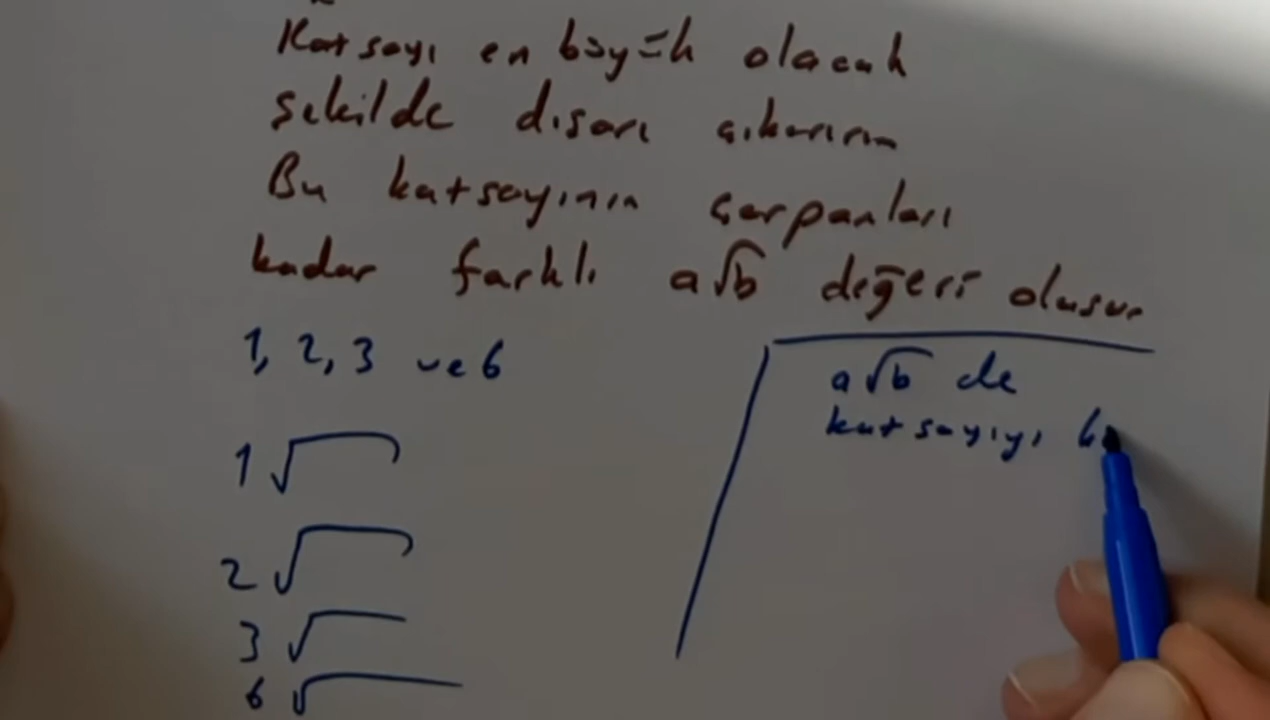 Katsayı en büyük olacak
şekilde dışarı çıkarırım
Bu katsayının çarpanları
kadar farklı a√b değeri oluşur
1, 2, 3 ve 6
1√
2√
3√
6√
a√b de
katsayıyı